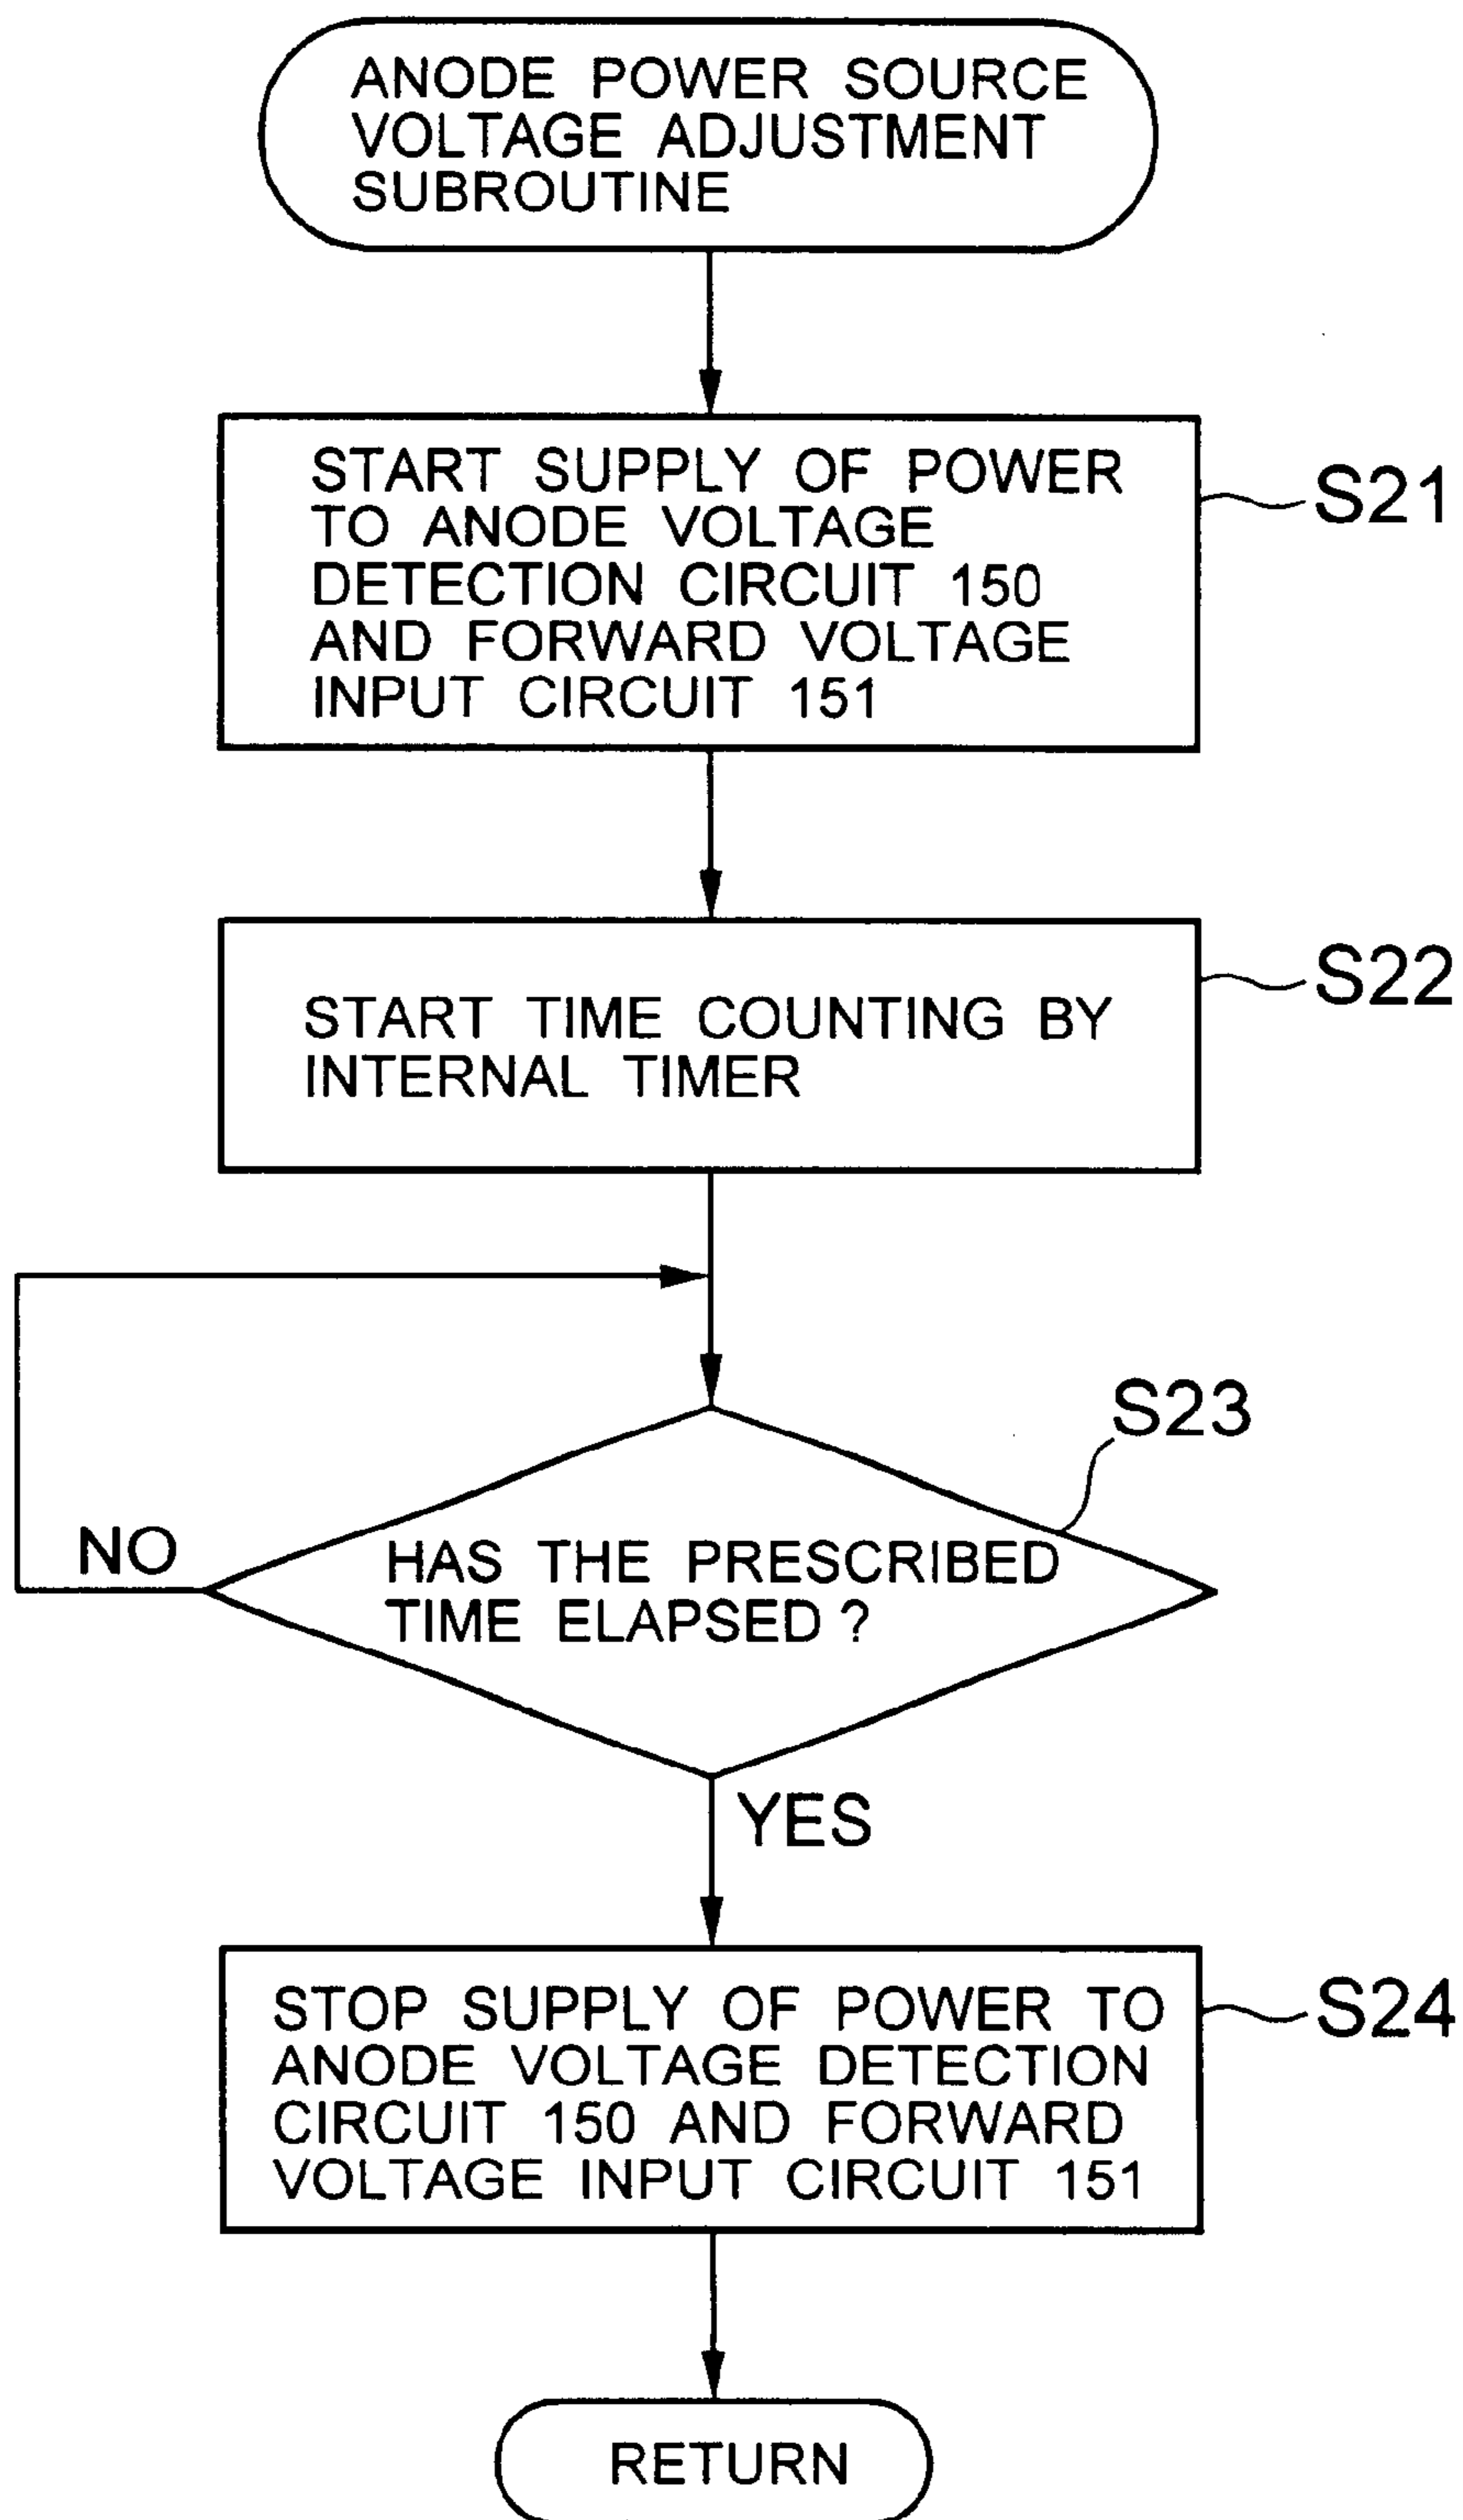 ANODE POWER SOURCE
VOLTAGE ADJUSTMENT
SUBROUTINE
START SUPPLY OF POWER
TO ANODE VOLTAGE
DETECTION CIRCUIT 150
AND FORWARD VOLTAGE
INPUT CIRCUIT 151
S21
START TIME COUNTING BY
INTERNAL TIMER
S22
S23
HAS THE PRESCRIBED
TIME ELAPSED ?
NO
YES
STOP SUPPLY OF POWER TO
ANODE VOLTAGE DETECTION
CIRCUIT 150 AND FORWARD
VOLTAGE INPUT CIRCUIT 151
S24
RETURN